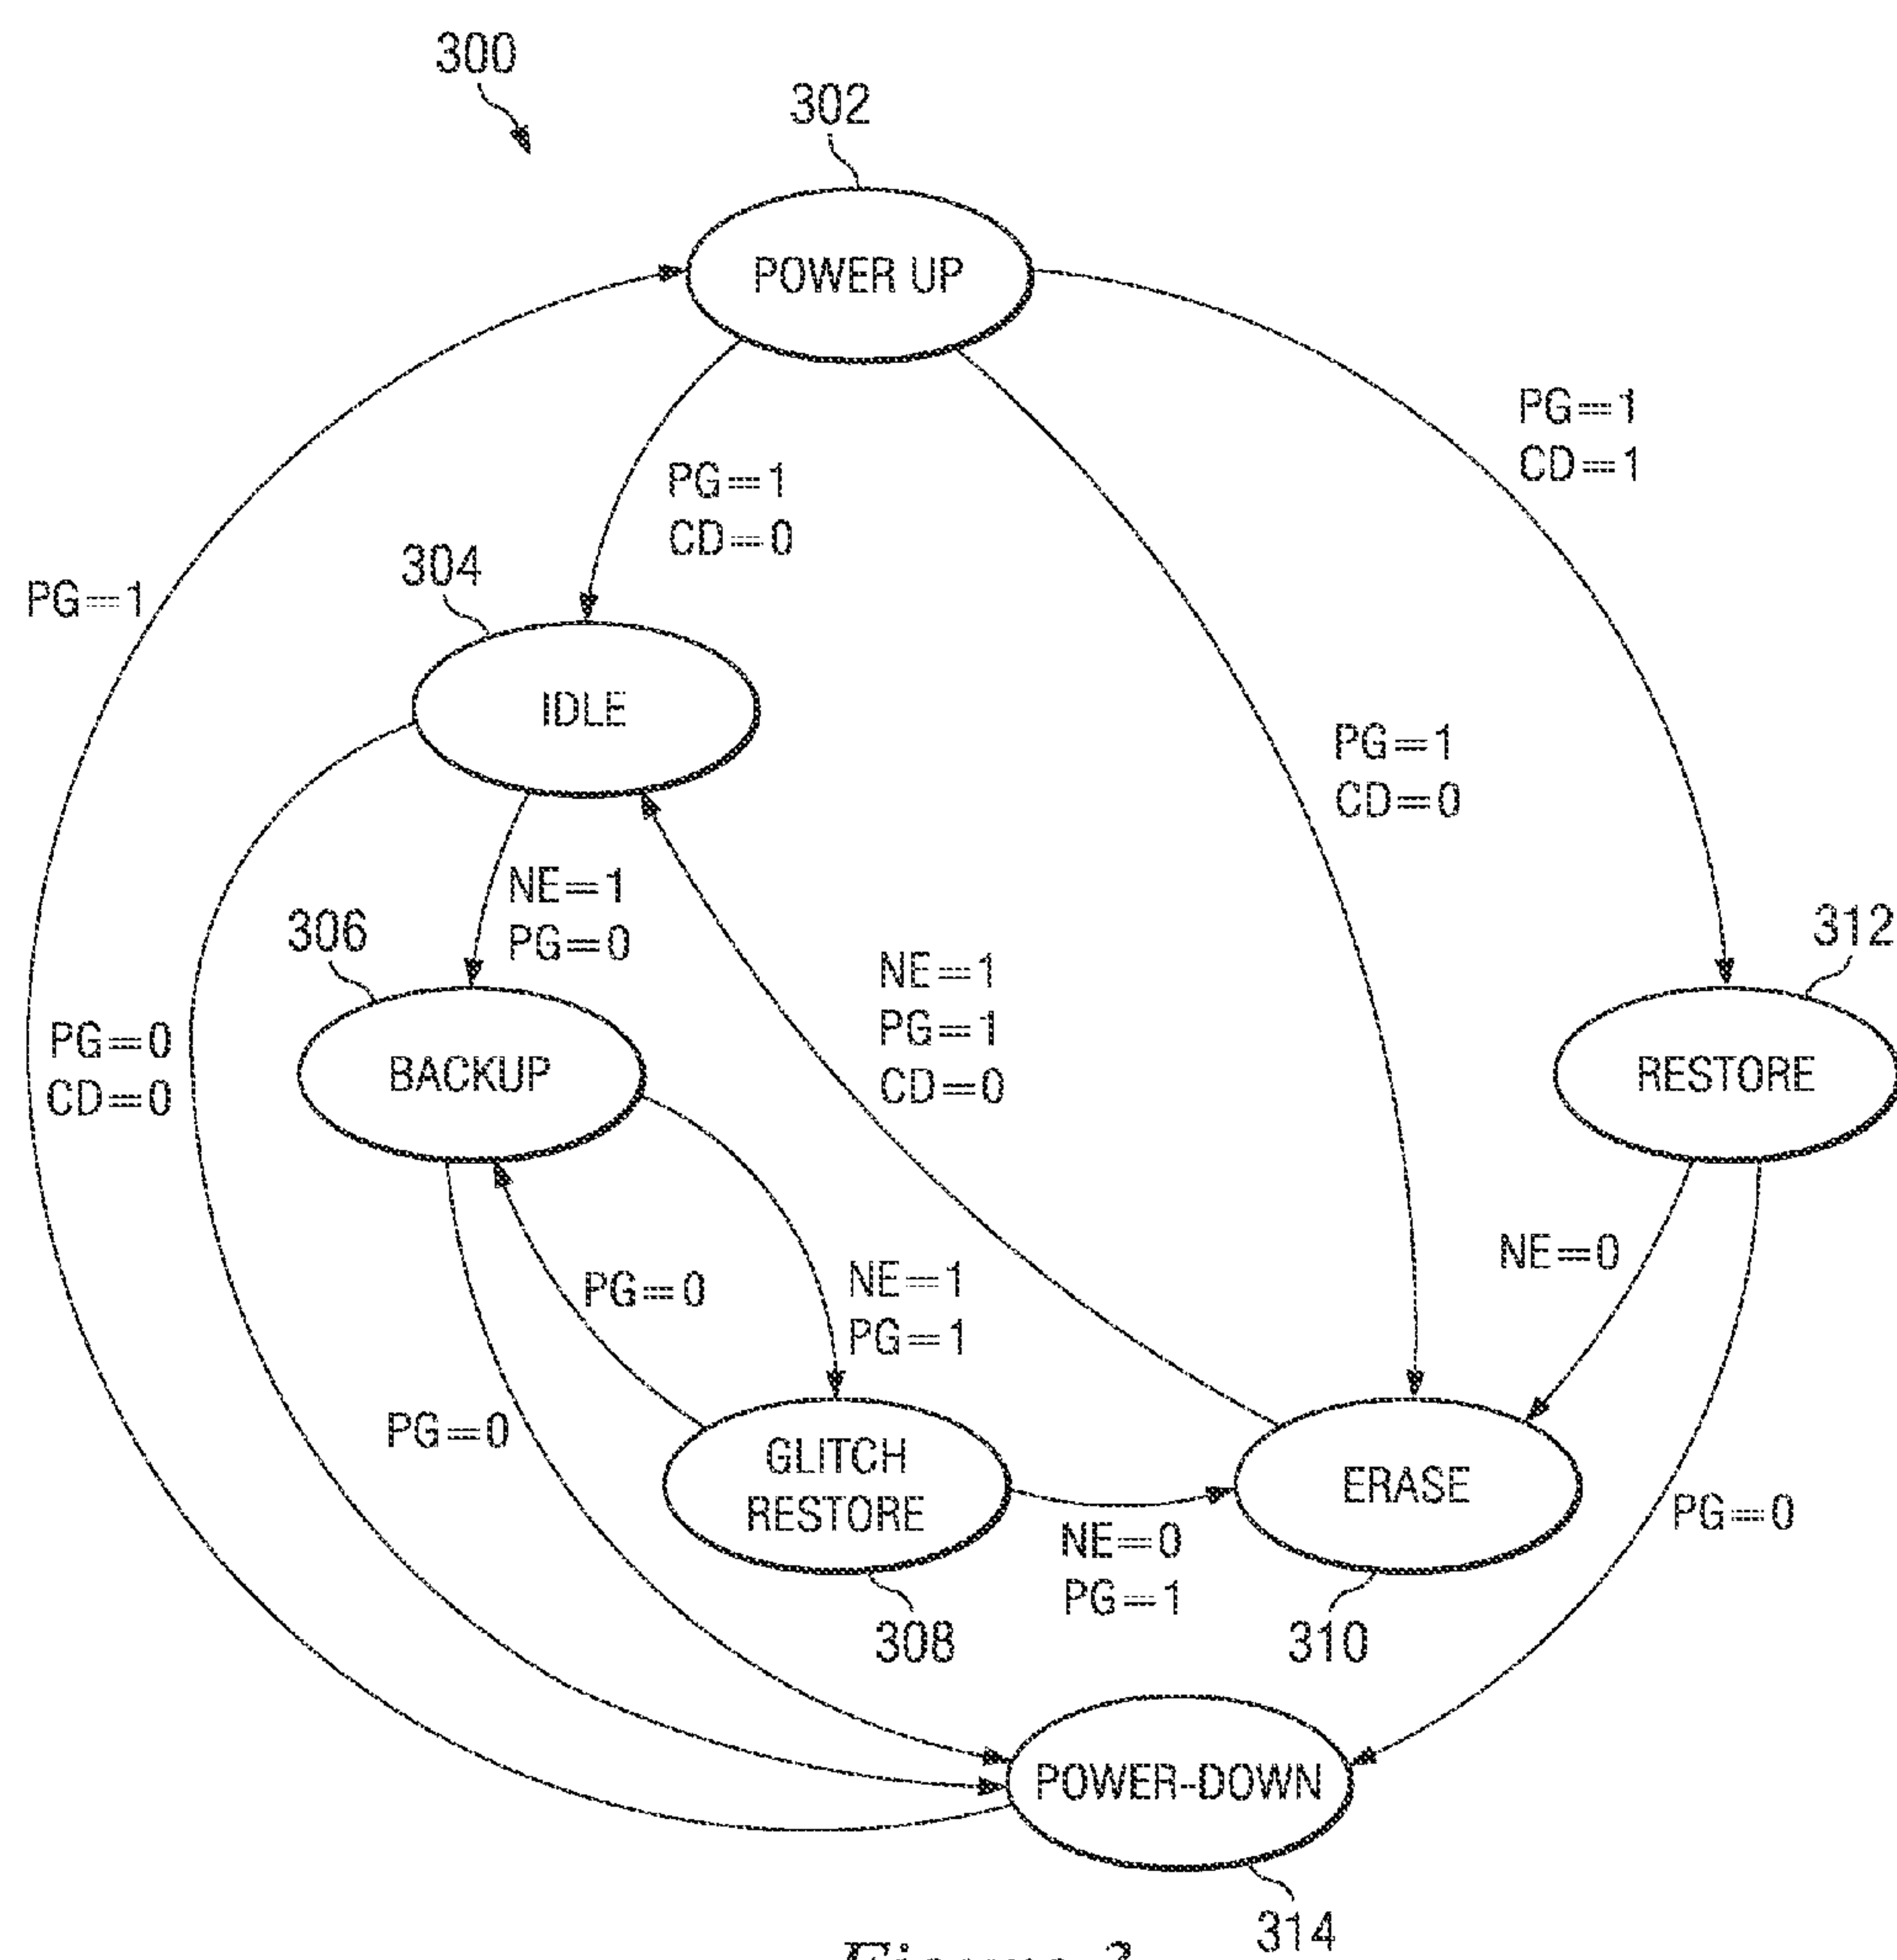 300
302
POWER UP
PG=1
CD=1
PG=1
CD=0
304
PG=1
IDLE
PG=1
CD=0
NE=1
PG=0
306
312
NE=1
PG=1
CD=0
PG=0
CD=0
BACKUP
RESTORE
NE=0
PG=0
NE=1
PG=1
PG=0
GLITCH
RESTORE
ERASE
PG=0
NE=0
PG=1
308
310
POWER-DOWN
314